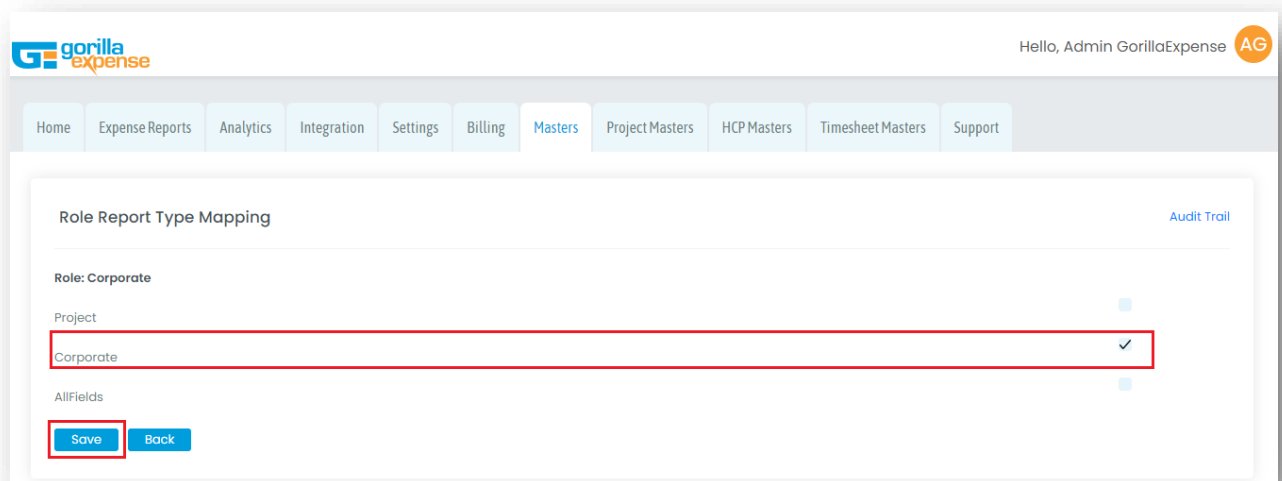 GE gorilla expense
Hello, Admin GorillaExpense AG
Home Expense Reports Analytics Integration Settings Billing Masters Project Masters HCP Masters Timesheet Masters Support
Role Report Type Mapping Audit Trail
Role: Corporate
Project
Corporate
AllFields
Save Back